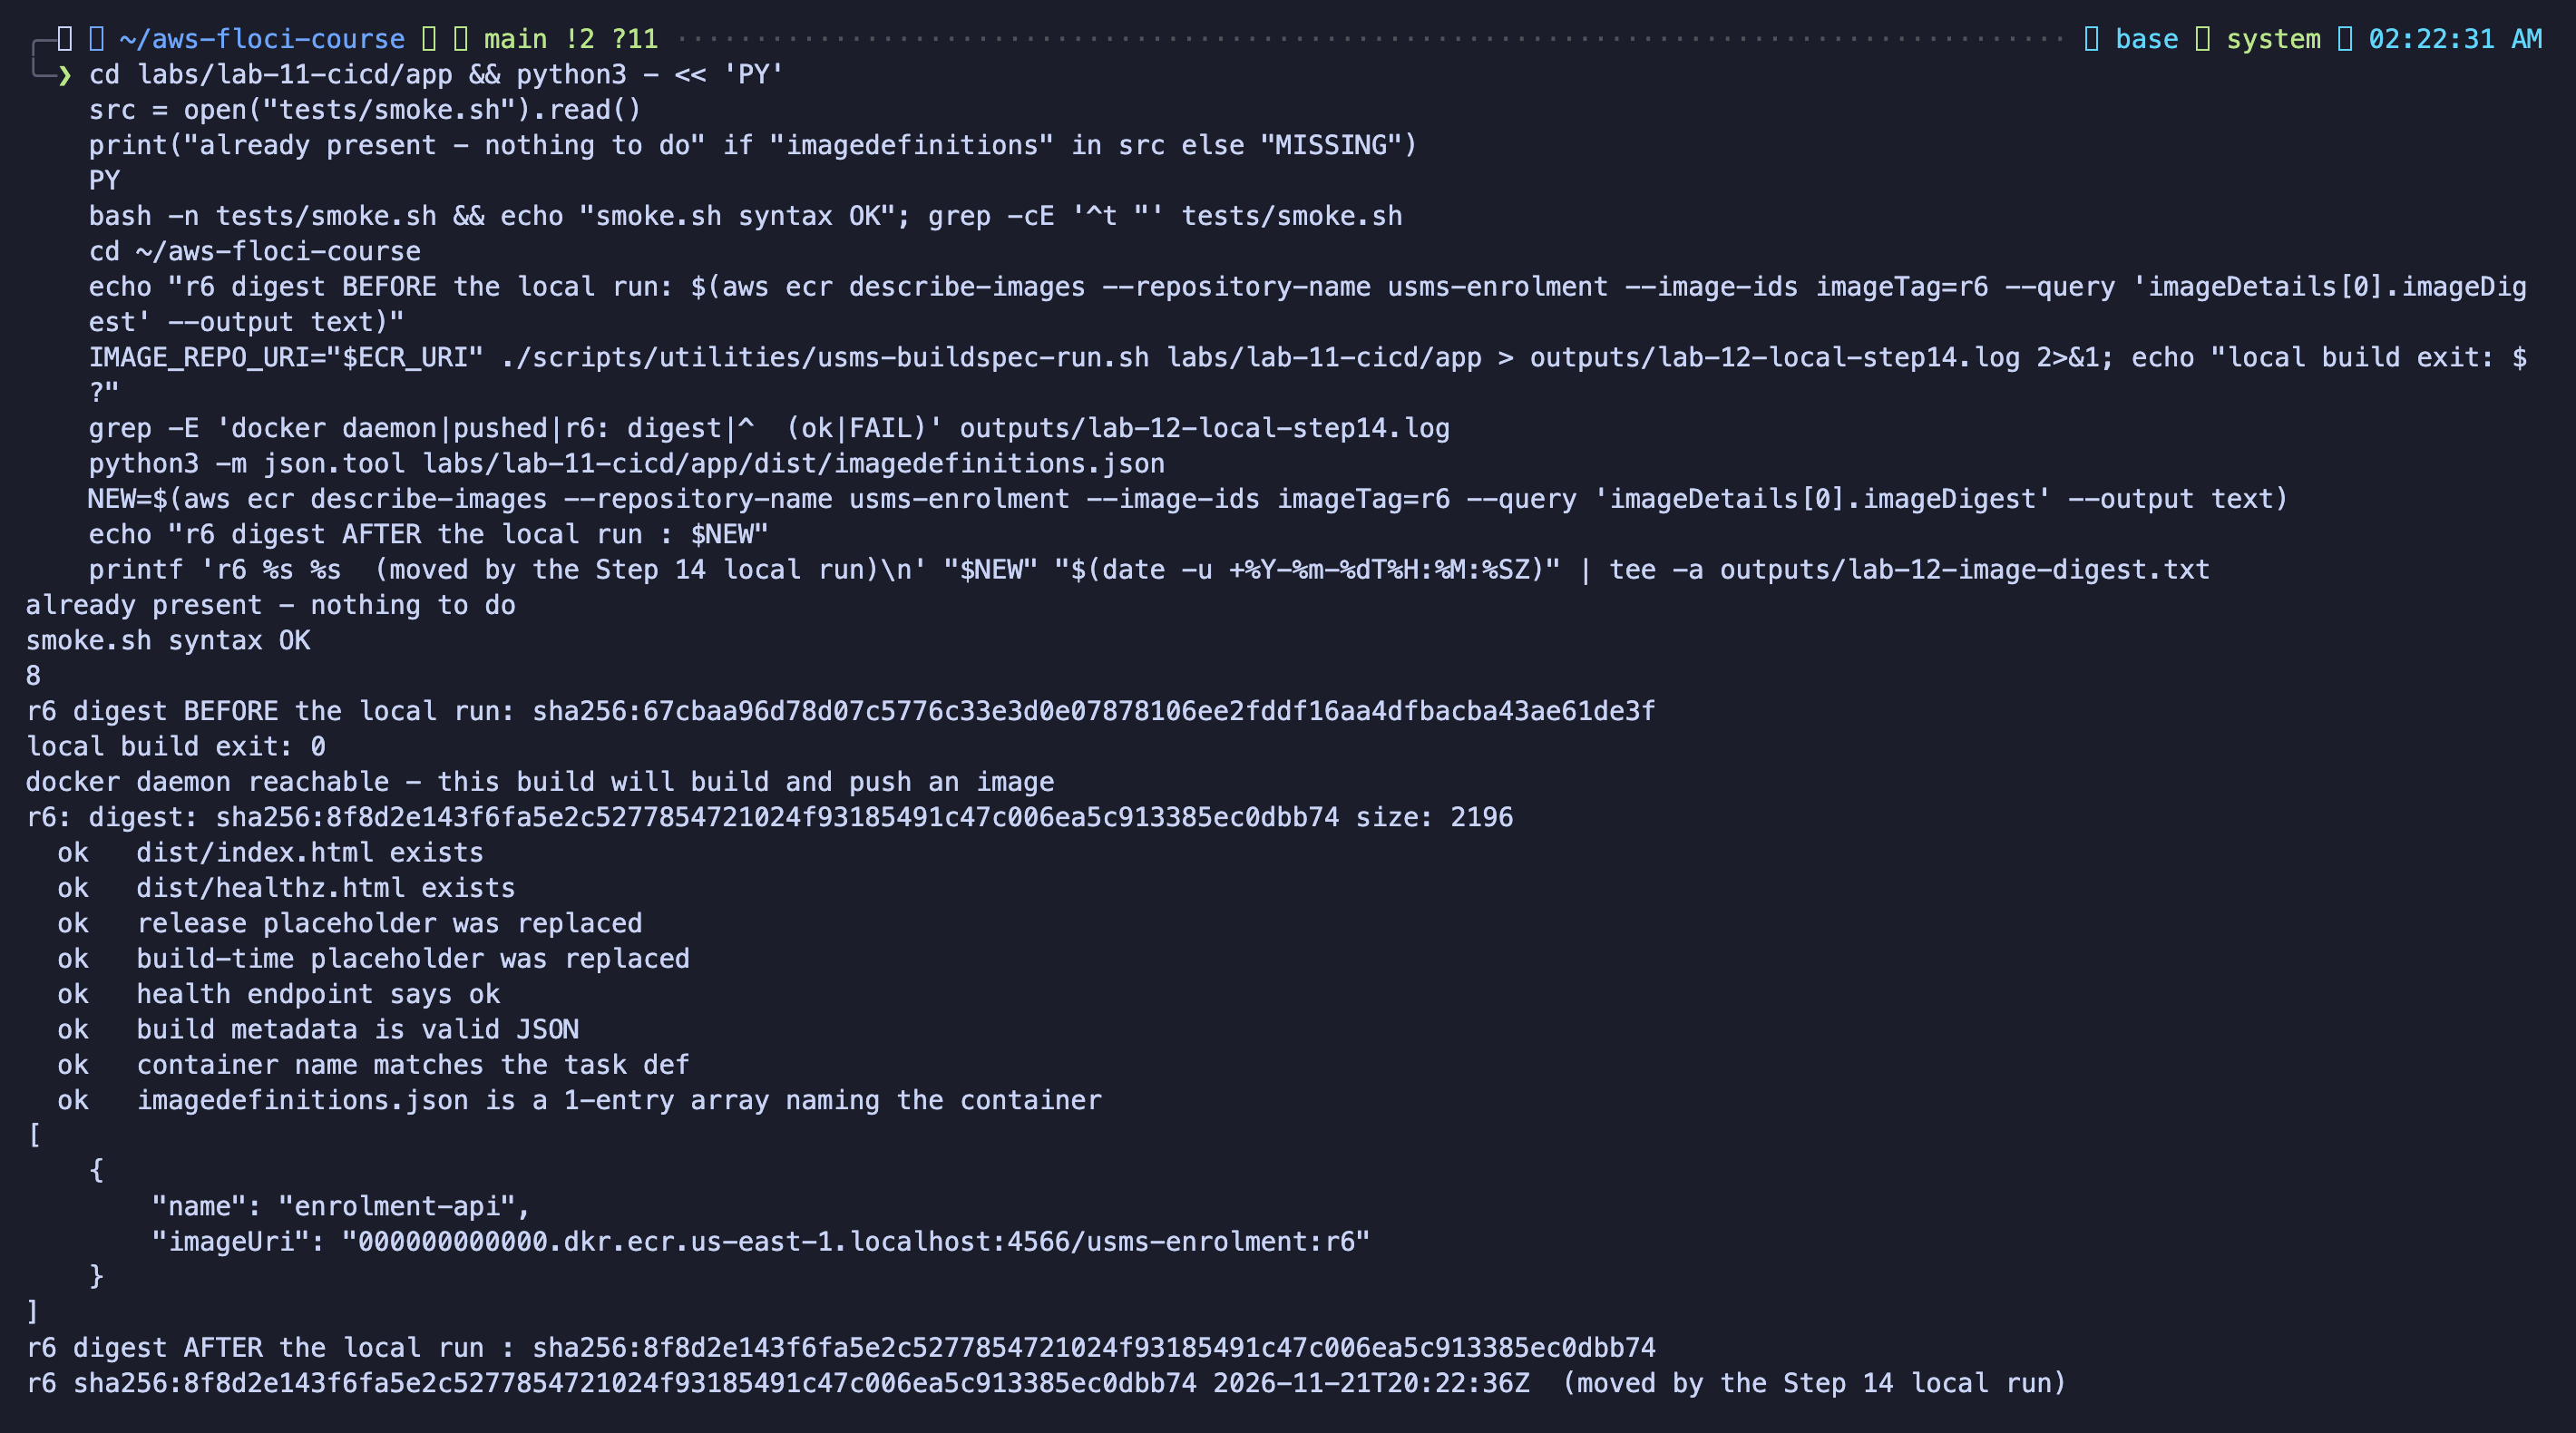 ~/aws-floci-course main !2 ?11 base system 02:22:31 AM
❯ cd labs/lab-11-cicd/app && python3 - << 'PY'
src = open("tests/smoke.sh").read()
print("already present - nothing to do" if "imagedefinitions" in src else "MISSING")
PY
bash -n tests/smoke.sh && echo "smoke.sh syntax OK"; grep -cE '^t "' tests/smoke.sh
cd ~/aws-floci-course
echo "r6 digest BEFORE the local run: $(aws ecr describe-images --repository-name usms-enrolment --image-ids imageTag=r6 --query 'imageDetails[0].imageDig
est' --output text)"
IMAGE_REPO_URI="$ECR_URI" ./scripts/utilities/usms-buildspec-run.sh labs/lab-11-cicd/app > outputs/lab-12-local-step14.log 2>&1; echo "local build exit: $
?"
grep -E 'docker daemon|pushed|r6: digest|^  (ok|FAIL)' outputs/lab-12-local-step14.log
python3 -m json.tool labs/lab-11-cicd/app/dist/imagedefinitions.json
NEW=$(aws ecr describe-images --repository-name usms-enrolment --image-ids imageTag=r6 --query 'imageDetails[0].imageDigest' --output text)
echo "r6 digest AFTER the local run : $NEW"
printf 'r6 %s %s  (moved by the Step 14 local run)\n' "$NEW" "$(date -u +%Y-%m-%dT%H:%M:%SZ)" | tee -a outputs/lab-12-image-digest.txt
already present - nothing to do
smoke.sh syntax OK
8
r6 digest BEFORE the local run: sha256:67cbaa96d78d07c5776c33e3d0e07878106ee2fddf16aa4dfbacba43ae61de3f
local build exit: 0
docker daemon reachable - this build will build and push an image
r6: digest: sha256:8f8d2e143f6fa5e2c5277854721024f93185491c47c006ea5c913385ec0dbb74 size: 2196
  ok   dist/index.html exists
  ok   dist/healthz.html exists
  ok   release placeholder was replaced
  ok   build-time placeholder was replaced
  ok   health endpoint says ok
  ok   build metadata is valid JSON
  ok   container name matches the task def
  ok   imagedefinitions.json is a 1-entry array naming the container
[
    {
        "name": "enrolment-api",
        "imageUri": "000000000000.dkr.ecr.us-east-1.localhost:4566/usms-enrolment:r6"
    }
]
r6 digest AFTER the local run : sha256:8f8d2e143f6fa5e2c5277854721024f93185491c47c006ea5c913385ec0dbb74
r6 sha256:8f8d2e143f6fa5e2c5277854721024f93185491c47c006ea5c913385ec0dbb74 2026-11-21T20:22:36Z  (moved by the Step 14 local run)